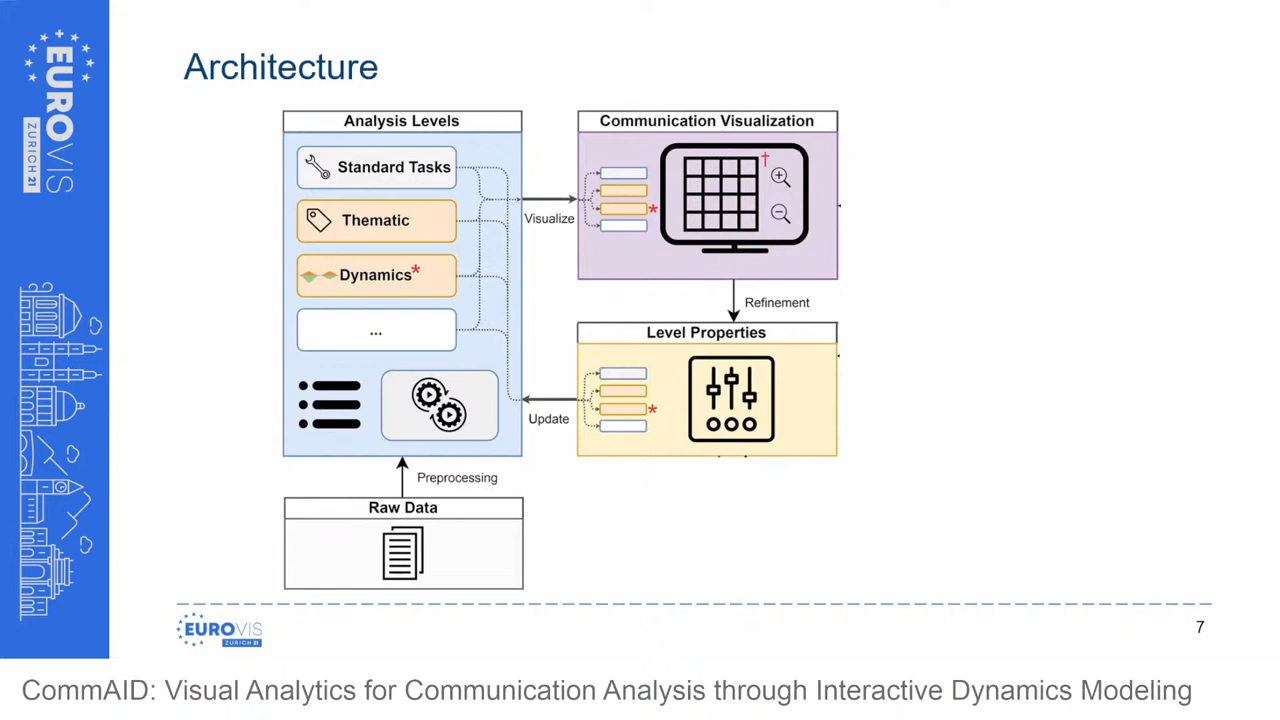 EUROVIS
ZURICH 21
Architecture
Analysis Levels
Standard Tasks
Thematic
Dynamics*
...
Visualize
Communication Visualization
*
†
Refinement
Level Properties
*
Update
Preprocessing
Raw Data
EUROVIS
ZURICH 21
7
CommAID: Visual Analytics for Communication Analysis through Interactive Dynamics Modeling